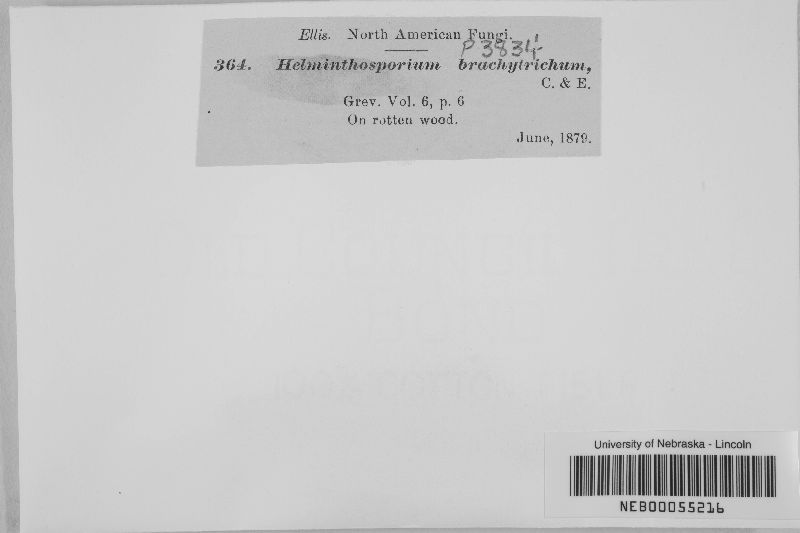 Ellis. North American Fungi.
P3834
364. Helminthosporium brachytrichum,
C. & E.
Grev. Vol. 6, p. 6
On rotten wood.
June, 1879.
University of Nebraska - Lincoln
NEB00055216